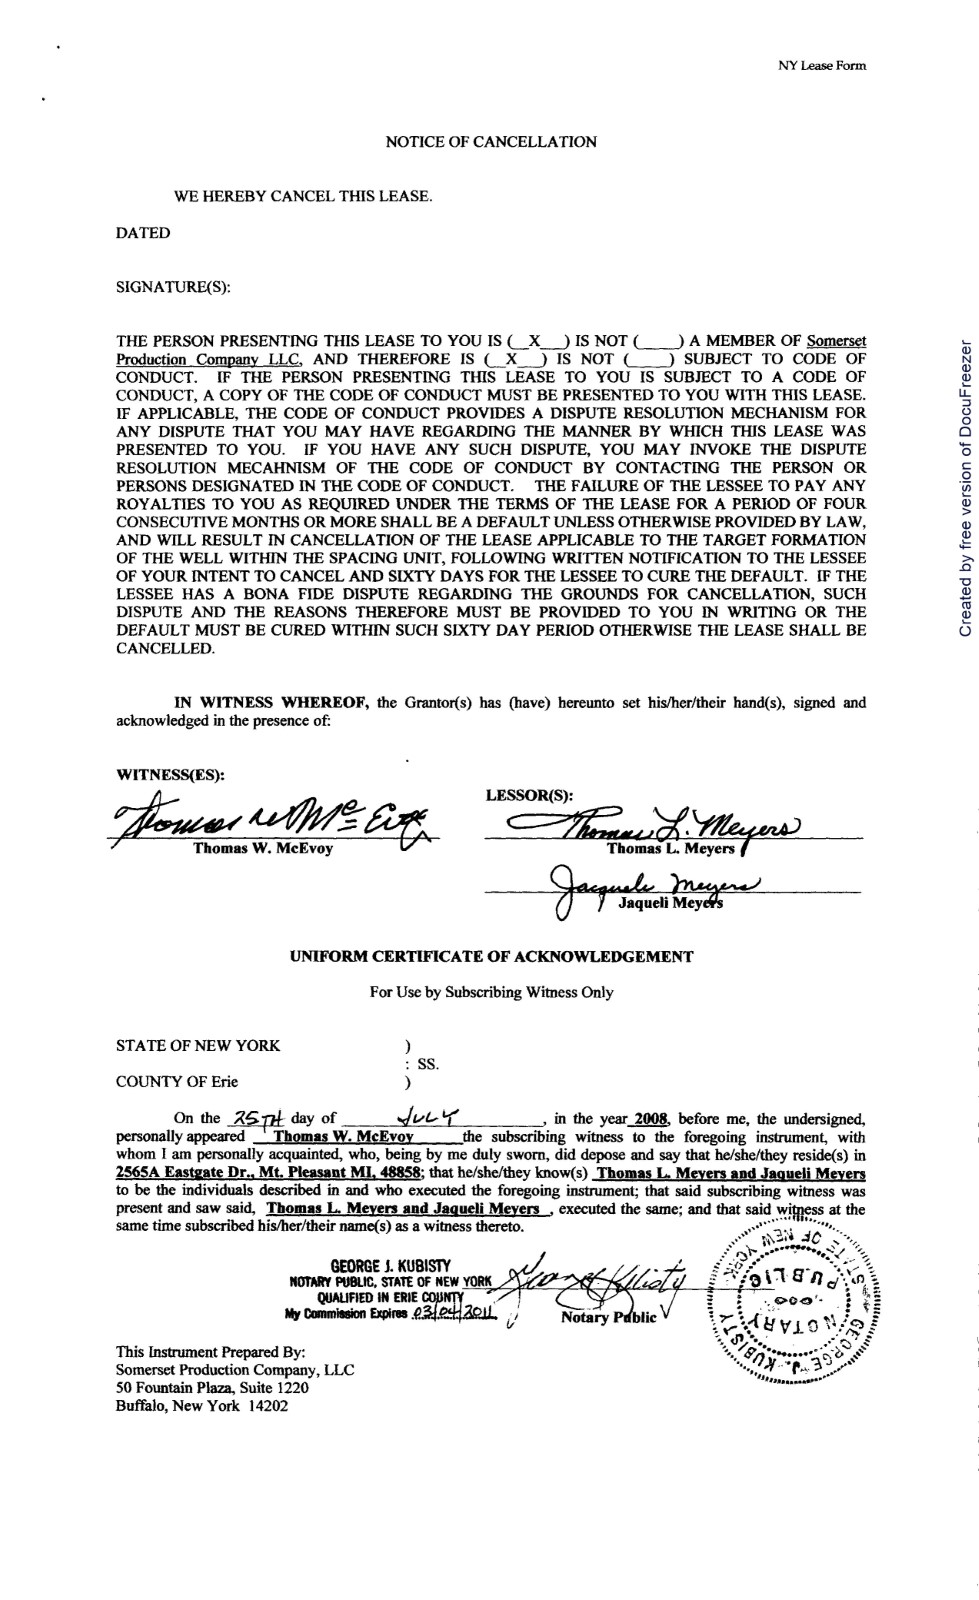 NY Lease Form
NOTICE OF CANCELLATION
WE HEREBY CANCEL THIS LEASE.
DATED
SIGNATURE(S):
THE PERSON PRESENTING THIS LEASE TO YOU IS (__X__) IS NOT (____) A MEMBER OF Somerset
Production Company LLC, AND THEREFORE IS (__X__) IS NOT (____) SUBJECT TO CODE OF
CONDUCT. IF THE PERSON PRESENTING THIS LEASE TO YOU IS SUBJECT TO A CODE OF
CONDUCT, A COPY OF THE CODE OF CONDUCT MUST BE PRESENTED TO YOU WITH THIS LEASE.
IF APPLICABLE, THE CODE OF CONDUCT PROVIDES A DISPUTE RESOLUTION MECHANISM FOR
ANY DISPUTE THAT YOU MAY HAVE REGARDING THE MANNER BY WHICH THIS LEASE WAS
PRESENTED TO YOU. IF YOU HAVE ANY SUCH DISPUTE, YOU MAY INVOKE THE DISPUTE
RESOLUTION MECAHNISM OF THE CODE OF CONDUCT BY CONTACTING THE PERSON OR
PERSONS DESIGNATED IN THE CODE OF CONDUCT. THE FAILURE OF THE LESSEE TO PAY ANY
ROYALTIES TO YOU AS REQUIRED UNDER THE TERMS OF THE LEASE FOR A PERIOD OF FOUR
CONSECUTIVE MONTHS OR MORE SHALL BE A DEFAULT UNLESS OTHERWISE PROVIDED BY LAW,
AND WILL RESULT IN CANCELLATION OF THE LEASE APPLICABLE TO THE TARGET FORMATION
OF THE WELL WITHIN THE SPACING UNIT, FOLLOWING WRITTEN NOTIFICATION TO THE LESSEE
OF YOUR INTENT TO CANCEL AND SIXTY DAYS FOR THE LESSEE TO CURE THE DEFAULT. IF THE
LESSEE HAS A BONA FIDE DISPUTE REGARDING THE GROUNDS FOR CANCELLATION, SUCH
DISPUTE AND THE REASONS THEREFORE MUST BE PROVIDED TO YOU IN WRITING OR THE
DEFAULT MUST BE CURED WITHIN SUCH SIXTY DAY PERIOD OTHERWISE THE LEASE SHALL BE
CANCELLED.
IN WITNESS WHEREOF, the Grantor(s) has (have) hereunto set his/her/their hand(s), signed and
acknowledged in the presence of:
WITNESS(ES):
Thomas W. McEvoy
Thomas W. McEvoy
LESSOR(S):
Thomas L. Meyers
Thomas L. Meyers
Jaqueli Meyers
Jaqueli Meyers
UNIFORM CERTIFICATE OF ACKNOWLEDGEMENT
For Use by Subscribing Witness Only
STATE OF NEW YORK )
: SS.
COUNTY OF Erie )
On the 25TH day of JULY, in the year 2008, before me, the undersigned,
personally appeared Thomas W. McEvoy the subscribing witness to the foregoing instrument, with
whom I am personally acquainted, who, being by me duly sworn, did depose and say that he/she/they reside(s) in
2565A Eastgate Dr., Mt. Pleasant MI, 48858; that he/she/they know(s) Thomas L. Meyers and Jaqueli Meyers
to be the individuals described in and who executed the foregoing instrument; that said subscribing witness was
present and saw said, Thomas L. Meyers and Jaqueli Meyers, executed the same; and that said witness at the
same time subscribed his/her/their name(s) as a witness thereto.
GEORGE J. KUBISTY
NOTARY PUBLIC, STATE OF NEW YORK
QUALIFIED IN ERIE COUNTY
My Commission Expires 03/04/2011
George J Kubisty
Notary Public
GEORGE J. KUBISTY
STATE OF NEW YORK
NOTARY
PUBLIC
This Instrument Prepared By:
Somerset Production Company, LLC
50 Fountain Plaza, Suite 1220
Buffalo, New York 14202
Created by free version of DocuFreezer